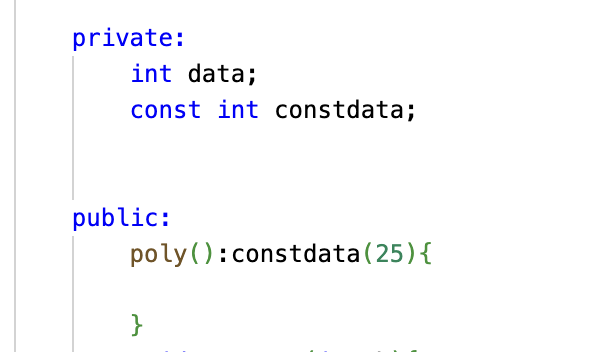 private:
int data;
const int constdata;
public:
poly():constdata(25){
}